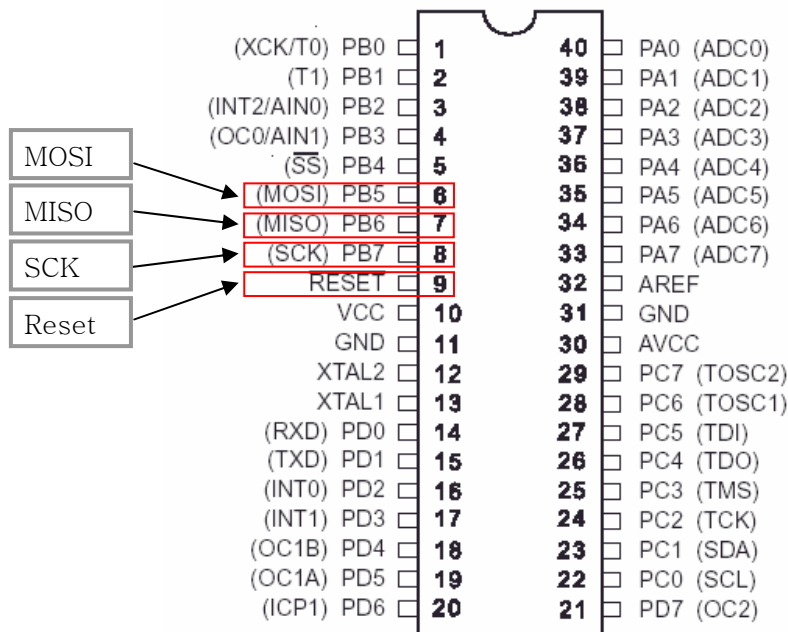 MOSI
MISO
SCK
Reset
(XCK/T0) PB0 1 40 PA0 (ADC0)
(T1) PB1 2 39 PA1 (ADC1)
(INT2/AIN0) PB2 3 38 PA2 (ADC2)
(OC0/AIN1) PB3 4 37 PA3 (ADC3)
(S̅S̅) PB4 5 36 PA4 (ADC4)
(MOSI) PB5 6 35 PA5 (ADC5)
(MISO) PB6 7 34 PA6 (ADC6)
(SCK) PB7 8 33 PA7 (ADC7)
R̅E̅S̅E̅T̅ 9 32 AREF
VCC 10 31 GND
GND 11 30 AVCC
XTAL2 12 29 PC7 (TOSC2)
XTAL1 13 28 PC6 (TOSC1)
(RXD) PD0 14 27 PC5 (TDI)
(TXD) PD1 15 26 PC4 (TDO)
(INT0) PD2 16 25 PC3 (TMS)
(INT1) PD3 17 24 PC2 (TCK)
(OC1B) PD4 18 23 PC1 (SDA)
(OC1A) PD5 19 22 PC0 (SCL)
(ICP1) PD6 20 21 PD7 (OC2)